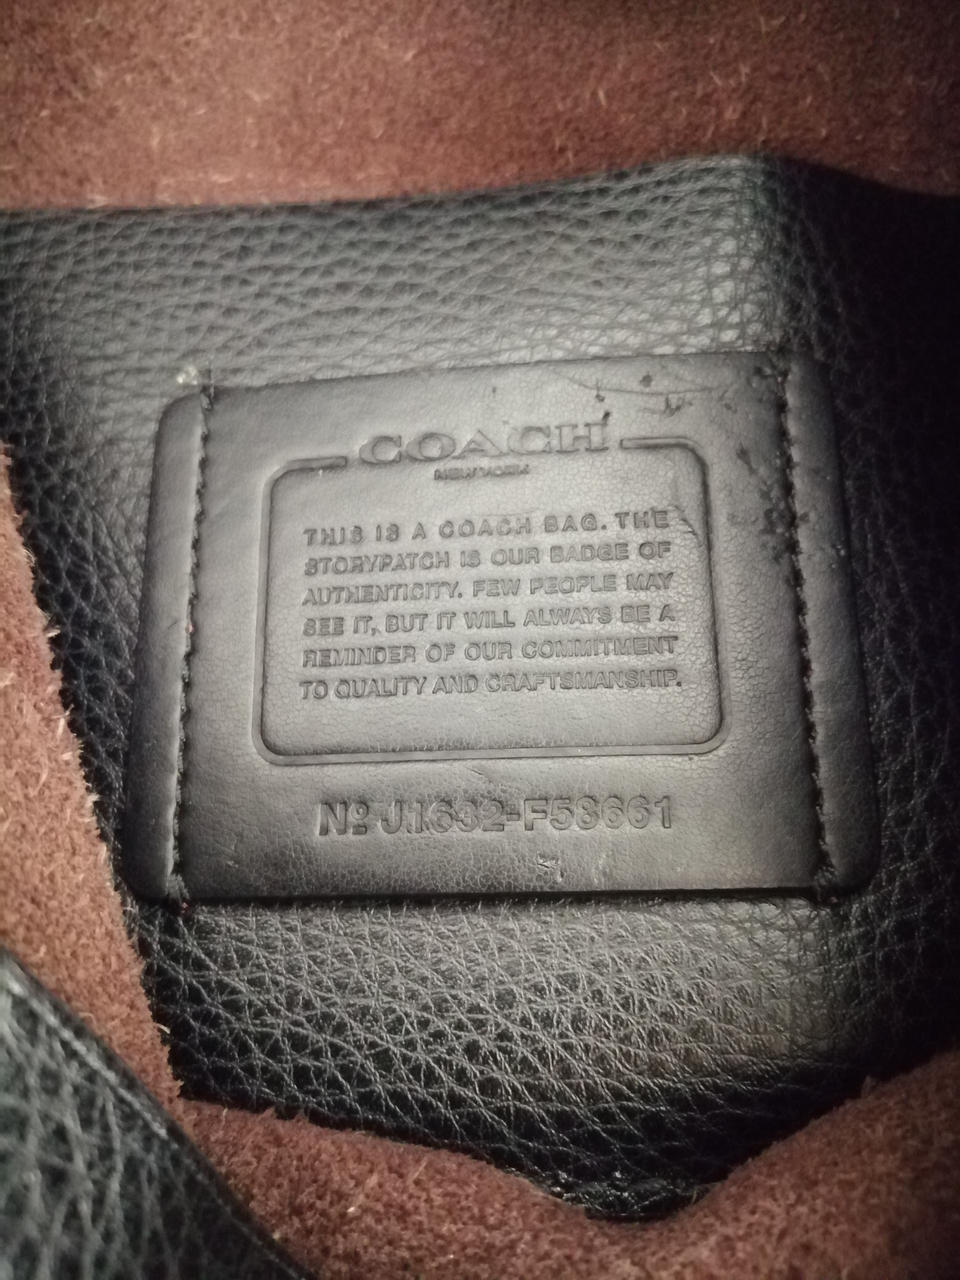 COACH
NEW YORK
THIS IS A COACH BAG. THE
STORYPATCH IS OUR BADGE OF
AUTHENTICITY. FEW PEOPLE MAY
SEE IT, BUT IT WILL ALWAYS BE A
REMINDER OF OUR COMMITMENT
TO QUALITY AND CRAFTSMANSHIP.
Nº J1632-F58661